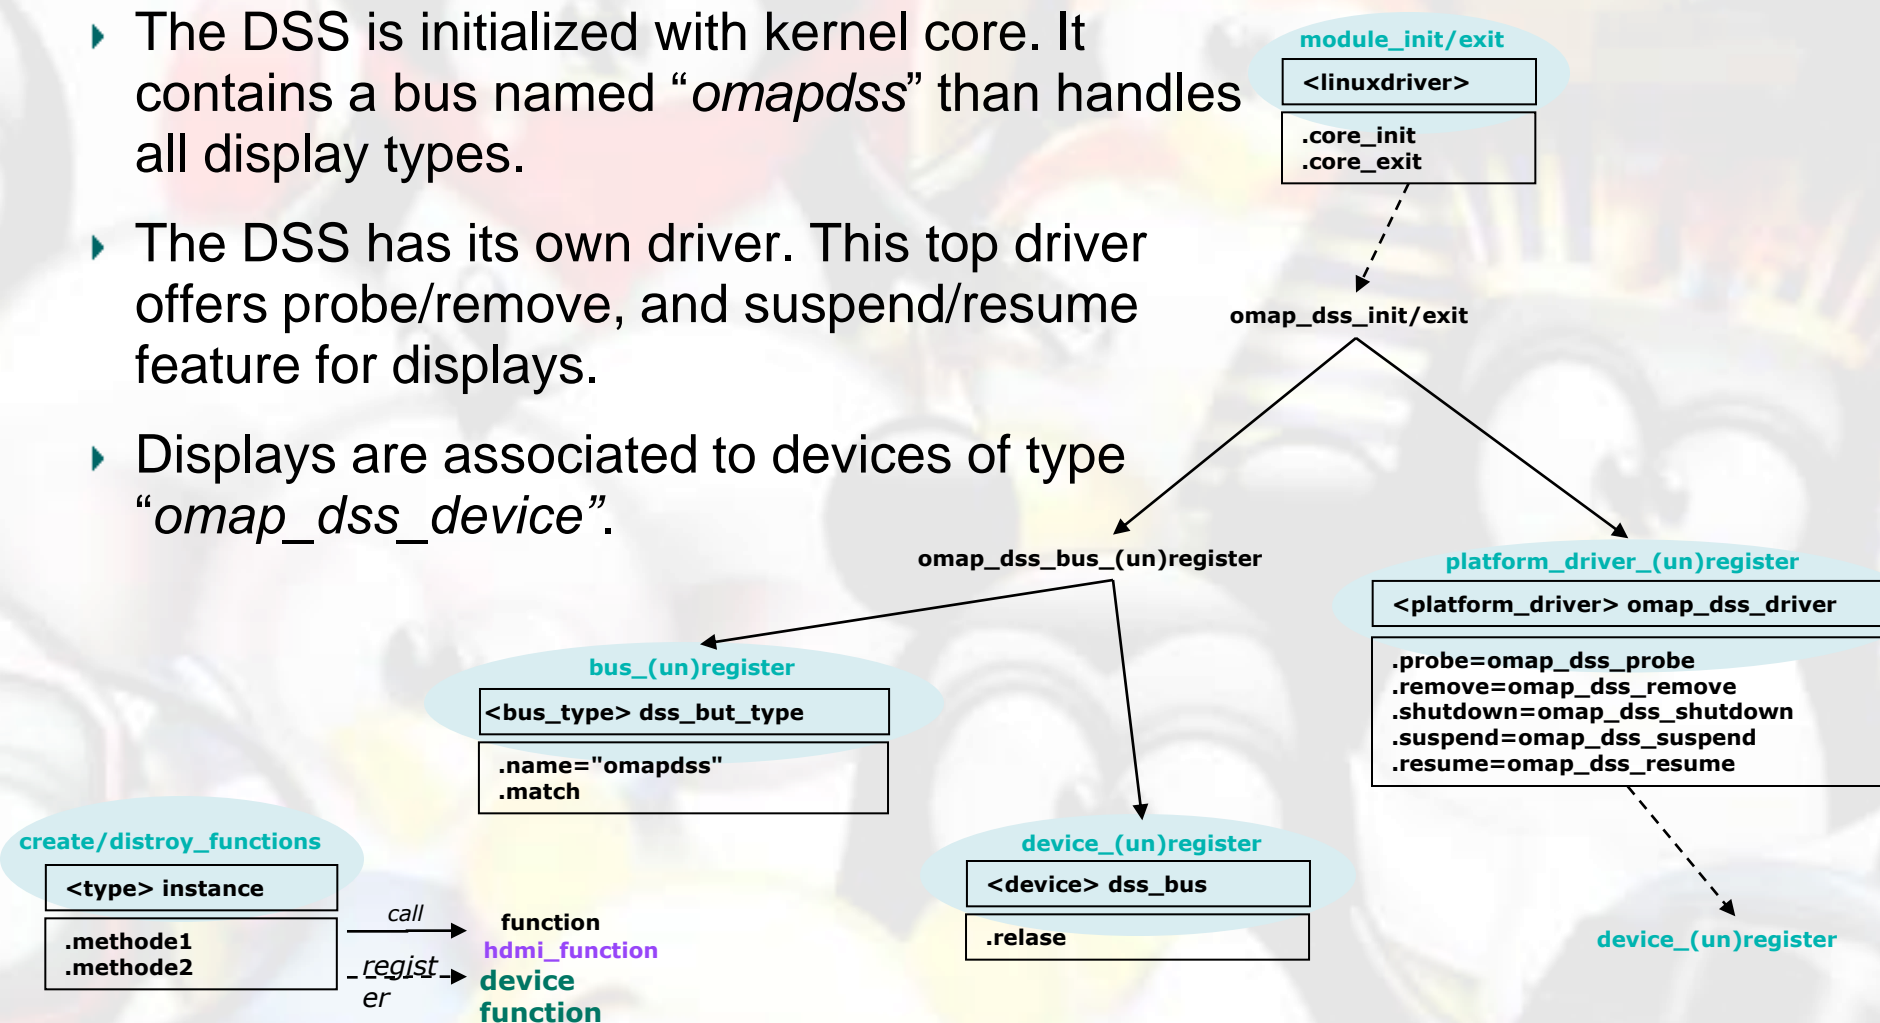 The DSS is initialized with kernel core. It
contains a bus named “omapdss” than handles
all display types.
The DSS has its own driver. This top driver
offers probe/remove, and suspend/resume
feature for displays.
Displays are associated to devices of type
“omap_dss_device”.
module_init/exit
<linuxdriver>
.core_init
.core_exit
omap_dss_init/exit
omap_dss_bus_(un)register
platform_driver_(un)register
<platform_driver> omap_dss_driver
.probe=omap_dss_probe
.remove=omap_dss_remove
.shutdown=omap_dss_shutdown
.suspend=omap_dss_suspend
.resume=omap_dss_resume
bus_(un)register
<bus_type> dss_but_type
.name="omapdss"
.match
device_(un)register
<device> dss_bus
.relase
device_(un)register
create/distroy_functions
<type> instance
.methode1
.methode2
call
regist
er
function
hdmi_function
device
function